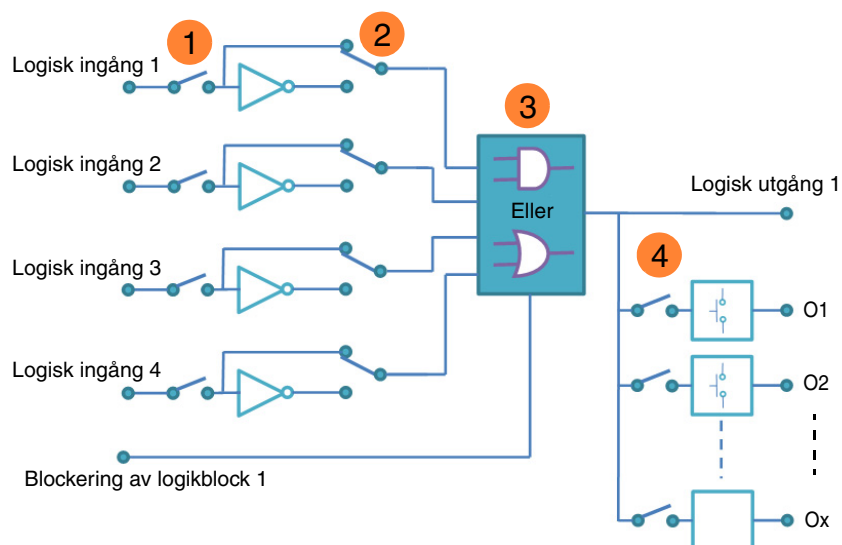 1
2
Logisk ingång 1
3
Logisk ingång 2
Eller
Logisk utgång 1
Logisk ingång 3
4
O1
Logisk ingång 4
O2
Blockering av logikblock 1
Ox